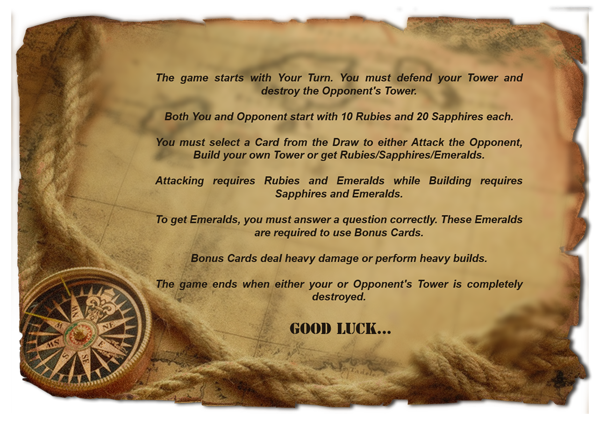 The game starts with Your Turn. You must defend your Tower and
destroy the Opponent's Tower.
Both You and Opponent start with 10 Rubies and 20 Sapphires each.
You must select a Card from the Draw to either Attack the Opponent,
Build your own Tower or get Rubies/Sapphires/Emeralds.
Attacking requires Rubies and Emeralds while Building requires
Sapphires and Emeralds.
To get Emeralds, you must answer a question correctly. These Emeralds
are required to use Bonus Cards.
Bonus Cards deal heavy damage or perform heavy builds.
The game ends when either your or Opponent's Tower is completely
destroyed.
GOOD LUCK...